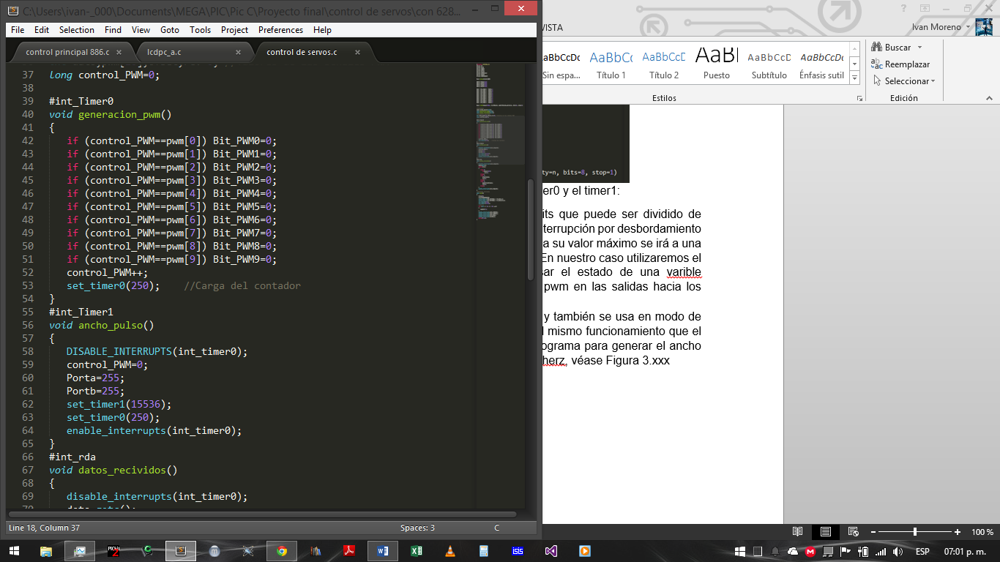 C:\Users\ivan-_000\Documents\MEGA\PIC\Pic C\Proyecto final\control de servos\con 628...
File Edit Selection Find View Goto Tools Project Preferences Help
control principal 886.c × lcdpc_a.c × control de servos.c ×
37 long control_PWM=0;
38
39 #int_Timer0
40 void generacion_pwm()
41 {
42 if (control_PWM==pwm[0]) Bit_PWM0=0;
43 if (control_PWM==pwm[1]) Bit_PWM1=0;
44 if (control_PWM==pwm[2]) Bit_PWM2=0;
45 if (control_PWM==pwm[3]) Bit_PWM3=0;
46 if (control_PWM==pwm[4]) Bit_PWM4=0;
47 if (control_PWM==pwm[5]) Bit_PWM5=0;
48 if (control_PWM==pwm[6]) Bit_PWM6=0;
49 if (control_PWM==pwm[7]) Bit_PWM7=0;
50 if (control_PWM==pwm[8]) Bit_PWM8=0;
51 if (control_PWM==pwm[9]) Bit_PWM9=0;
52 control_PWM++;
53 set_timer0(250); //Carga del contador
54 }
55 #int_Timer1
56 void ancho_pulso()
57 {
58 DISABLE_INTERRUPTS(int_timer0);
59 control_PWM=0;
60 Porta=255;
61 Portb=255;
62 set_timer1(15536);
63 set_timer0(250);
64 enable_interrupts(int_timer0);
65 }
66 #int_rda
67 void datos_recividos()
68 {
69 disable_interrupts(int_timer0);
Line 18, Column 37 Spaces: 3 C
VISTA
Ivan Moreno
AaBbCcDc AaBbCc AaBbCcD AaB AaBbCcD AaBbCcDc
Sin espa... Título 1 Título 2 Puesto Subtítulo Énfasis sutil
Estilos
Buscar
Reemplazar
Seleccionar
Edición
ty=n, bits=8, stop=1)
er0 y el timer1:
its que puede ser dividido de
terrupción por desbordamiento
a su valor máximo se irá a una
En nuestro caso utilizaremos el
ar el estado de una varible
pwm en las salidas hacia los
y también se usa en modo de
l mismo funcionamiento que el
ograma para generar el ancho
herz, véase Figura 3.xxx
100 %
ESP 07:01 p. m.